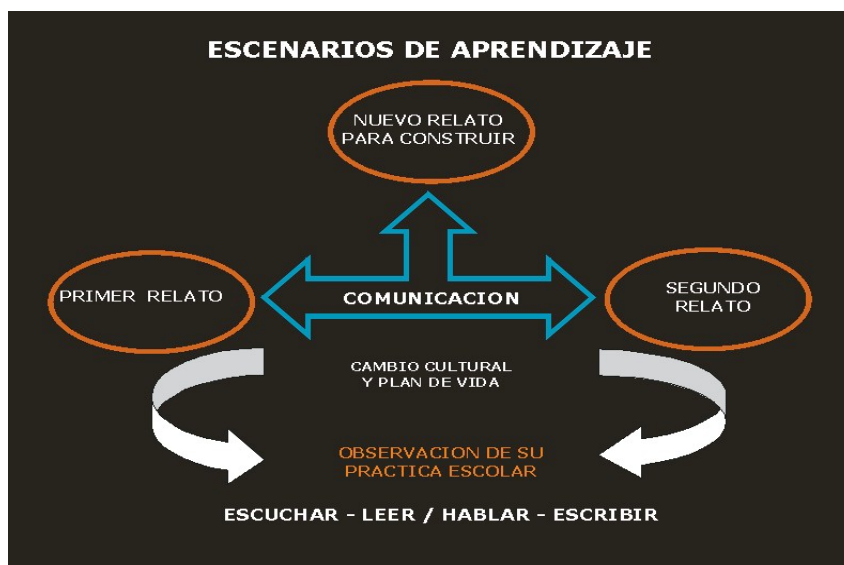 ESCENARIOS DE APRENDIZAJE
NUEVO RELATO
PARA CONSTRUIR
PRIMER RELATO
COMUNICACION
SEGUNDO
RELATO
CAMBIO CULTURAL
Y PLAN DE VIDA
OBSERVACION DE SU
PRACTICA ESCOLAR
ESCUCHAR - LEER / HABLAR - ESCRIBIR